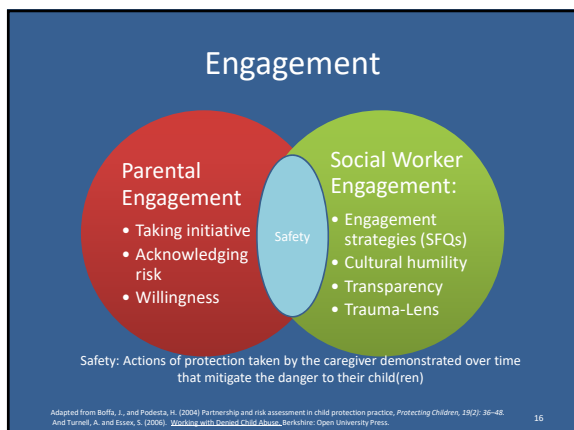 Engagement
Parental
Engagement
• Taking initiative
• Acknowledging
risk
• Willingness
Safety
Social Worker
Engagement:
• Engagement
strategies (SFQs)
• Cultural humility
• Transparency
• Trauma-Lens
Safety: Actions of protection taken by the caregiver demonstrated over time
that mitigate the danger to their child(ren)
Adapted from Boffa, J., and Podesta, H. (2004) Partnership and risk assessment in child protection practice, Protecting Children, 19(2): 36–48.
And Turnell, A. and Essex, S. (2006). Working with Denied Child Abuse. Berkshire: Open University Press.
16